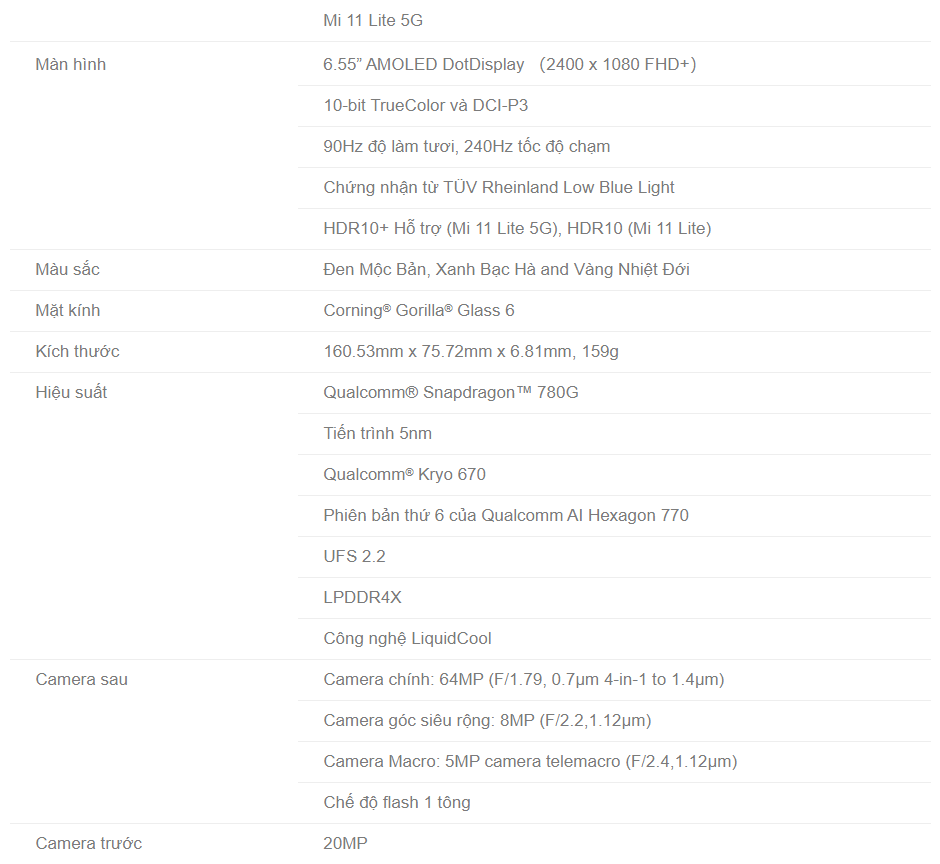 Mi 11 Lite 5G
Màn hình 6.55” AMOLED DotDisplay （2400 x 1080 FHD+)
10-bit TrueColor và DCI-P3
90Hz độ làm tươi, 240Hz tốc độ chạm
Chứng nhận từ TÜV Rheinland Low Blue Light
HDR10+ Hỗ trợ (Mi 11 Lite 5G), HDR10 (Mi 11 Lite)
Màu sắc Đen Mộc Bản, Xanh Bạc Hà and Vàng Nhiệt Đới
Mặt kính Corning® Gorilla® Glass 6
Kích thước 160.53mm x 75.72mm x 6.81mm, 159g
Hiệu suất Qualcomm® Snapdragon™ 780G
Tiến trình 5nm
Qualcomm® Kryo 670
Phiên bản thứ 6 của Qualcomm AI Hexagon 770
UFS 2.2
LPDDR4X
Công nghệ LiquidCool
Camera sau Camera chính: 64MP (F/1.79, 0.7μm 4-in-1 to 1.4μm)
Camera góc siêu rộng: 8MP (F/2.2,1.12μm)
Camera Macro: 5MP camera telemacro (F/2.4,1.12μm)
Chế độ flash 1 tông
Camera trước 20MP